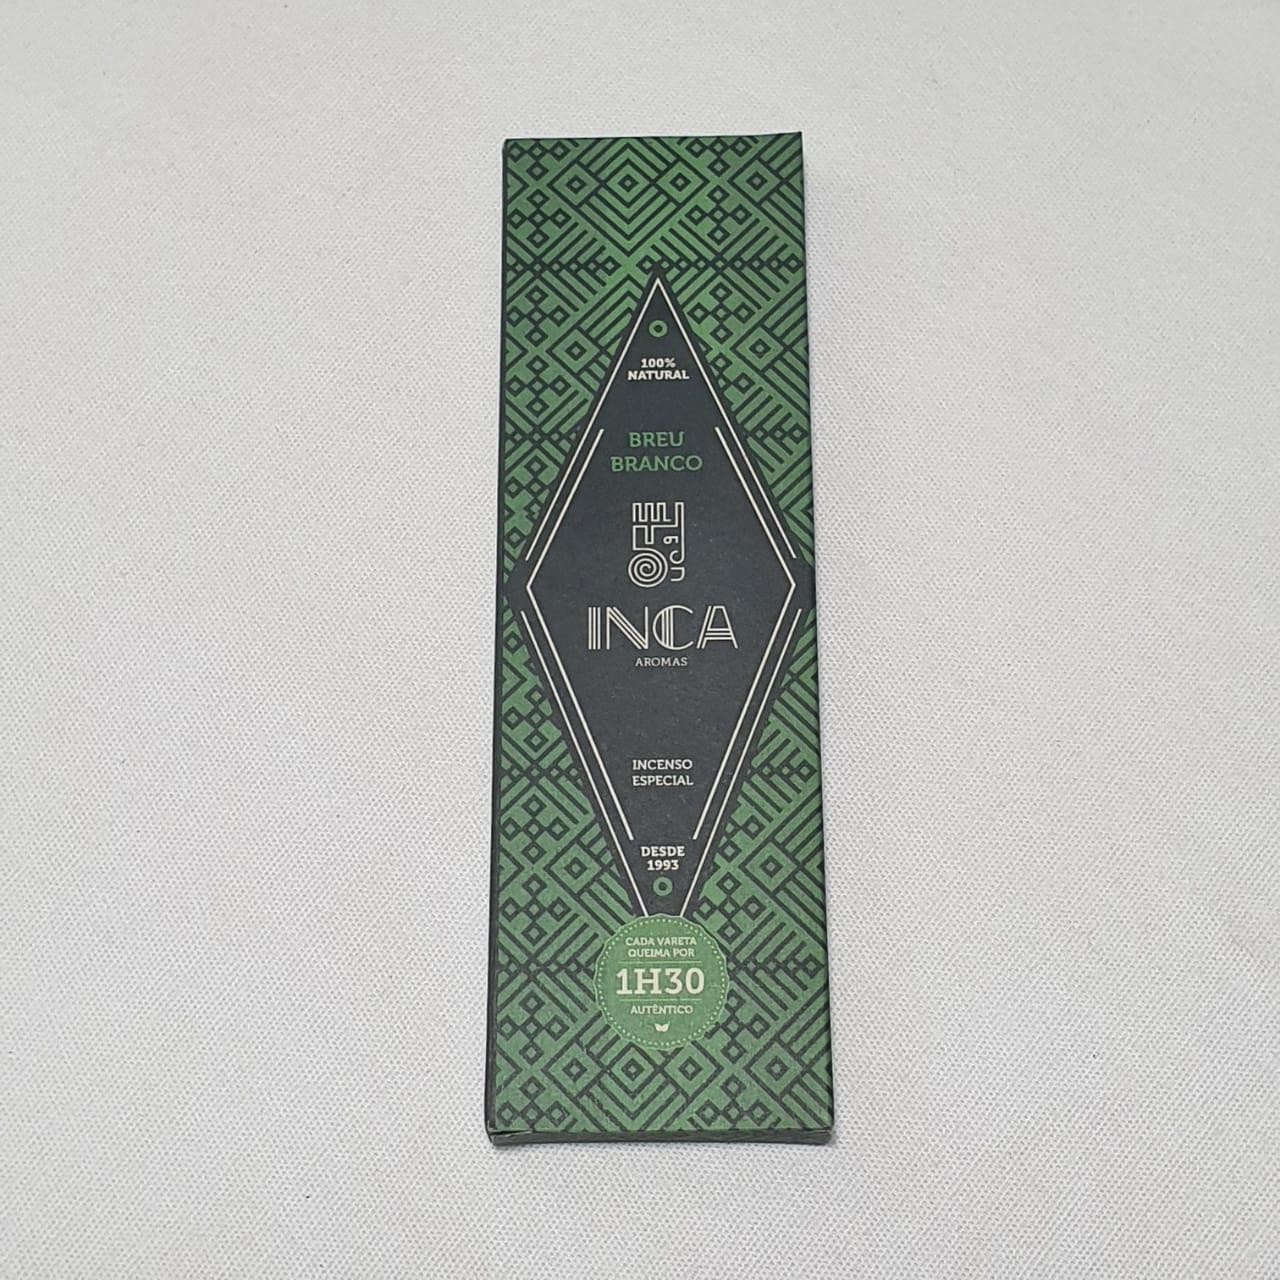 100%
NATURAL
BREU
BRANCO
INCA
AROMAS
INCENSO
ESPECIAL
DESDE
1993
CADA VARETA
QUEIMA POR
1H30
AUTÊNTICO